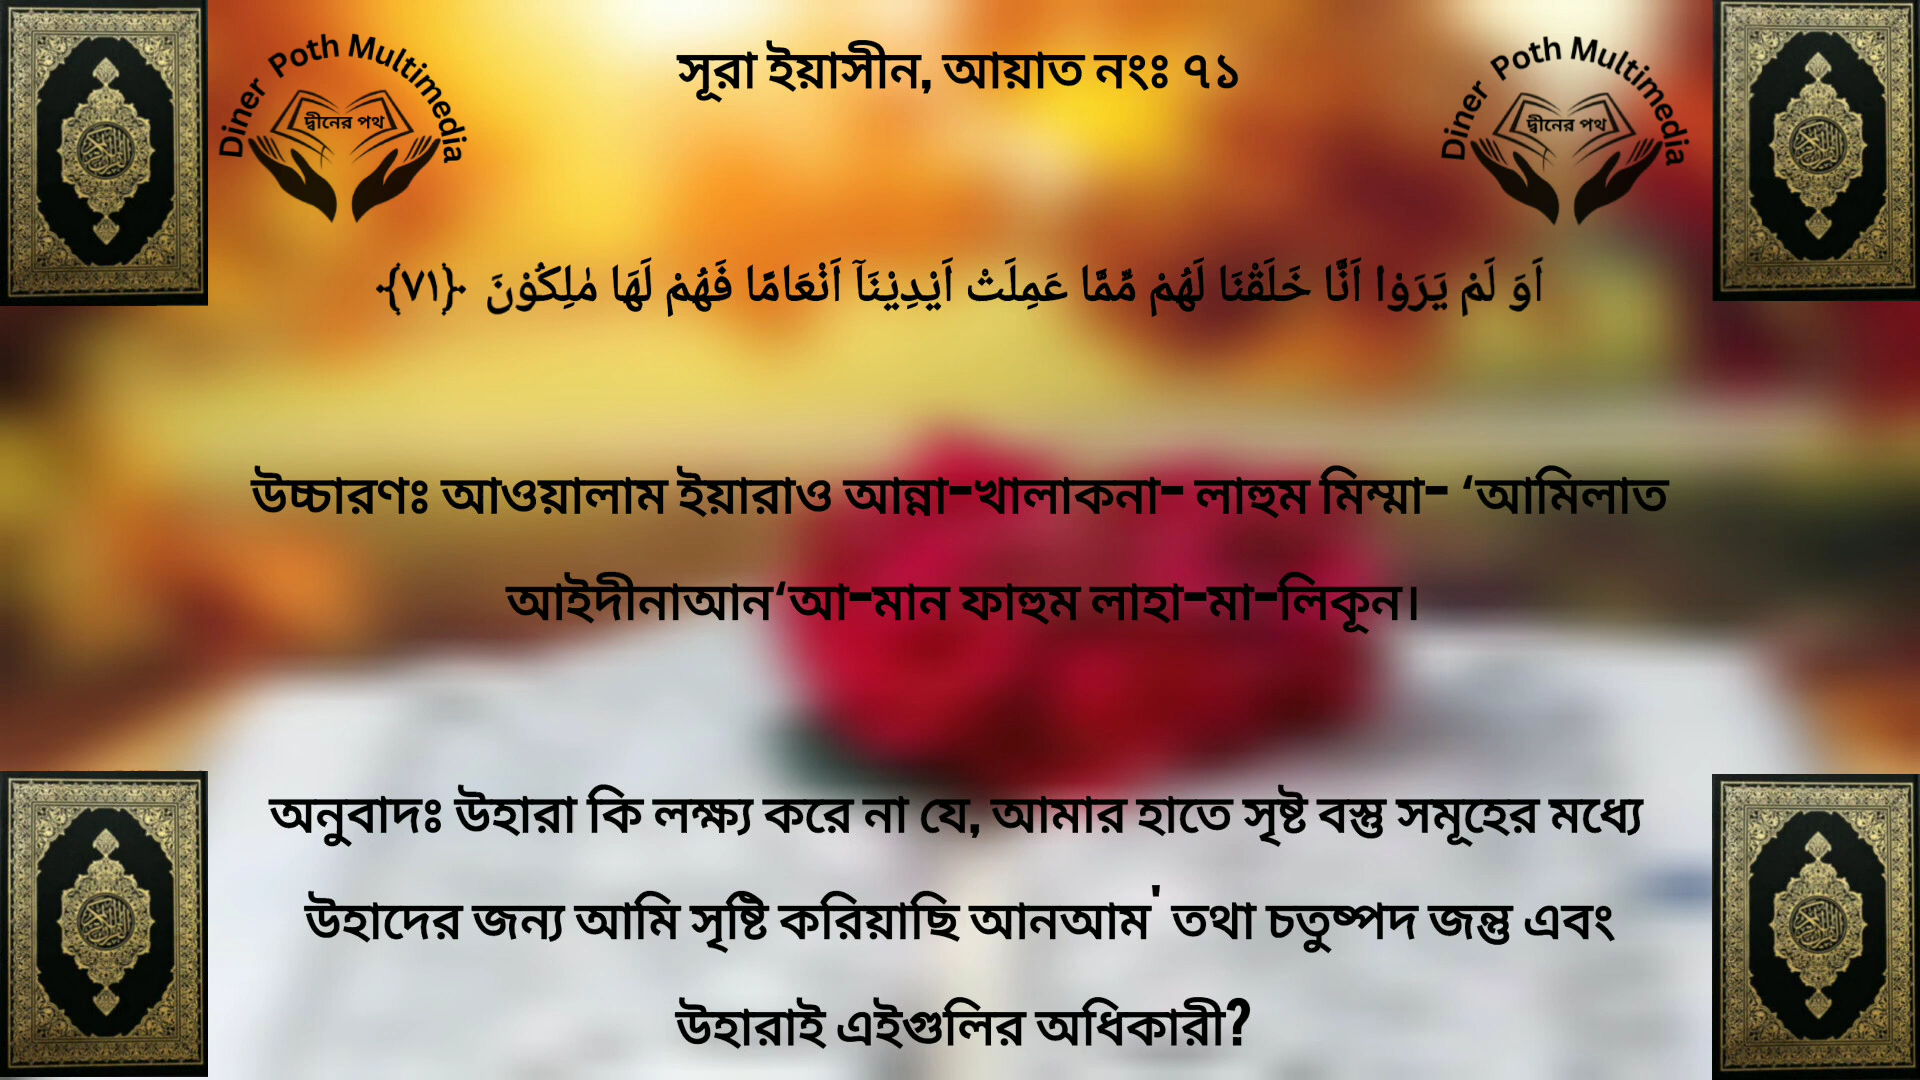 সূরা ইয়াসীন, আয়াত নংঃ ৭১
Diner Poth Multimedia
দ্বীনের পথ
Diner Poth Multimedia
দ্বীনের পথ
اَوَ لَمْ يَرَوْا اَنَّا خَلَقْنَا لَهُمْ مِّمَّا عَمِلَتْ اَيْدِيْنَاۤ اَنْعَامًا فَهُمْ لَهَا مٰلِكُوْنَ ﴿۷۱﴾
উচ্চারণঃ আওয়ালাম ইয়ারাও আন্না-খালাকনা- লাহুম মিম্মা- ‘আমিলাত
আইদীনাআন‘আ-মান ফাহুম লাহা-মা-লিকূন।
অনুবাদঃ উহারা কি লক্ষ্য করে না যে, আমার হাতে সৃষ্ট বস্তু সমূহের মধ্যে
উহাদের জন্য আমি সৃষ্টি করিয়াছি আনআম' তথা চতুষ্পদ জন্তু এবং
উহারাই এইগুলির অধিকারী?